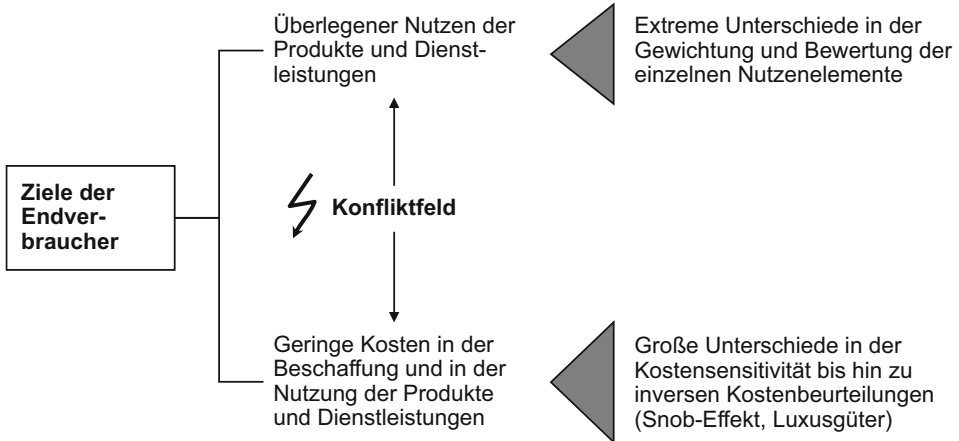 Überlegener Nutzen der
Produkte und Dienst-
leistungen
Extreme Unterschiede in der
Gewichtung und Bewertung der
einzelnen Nutzenelemente
Ziele der
Endver-
braucher
Konfliktfeld
Geringe Kosten in der
Beschaffung und in der
Nutzung der Produkte
und Dienstleistungen
Große Unterschiede in der
Kostensensitivität bis hin zu
inversen Kostenbeurteilungen
(Snob-Effekt, Luxusgüter)